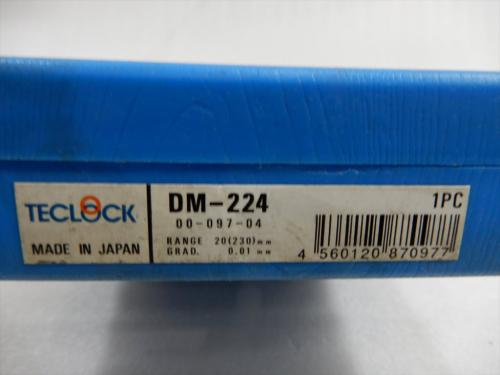 TECLOCK
MADE IN JAPAN
DM-224
00-097-04
RANGE 20(230)mm
GRAD. 0.01 mm
1PC
4 560120 870977